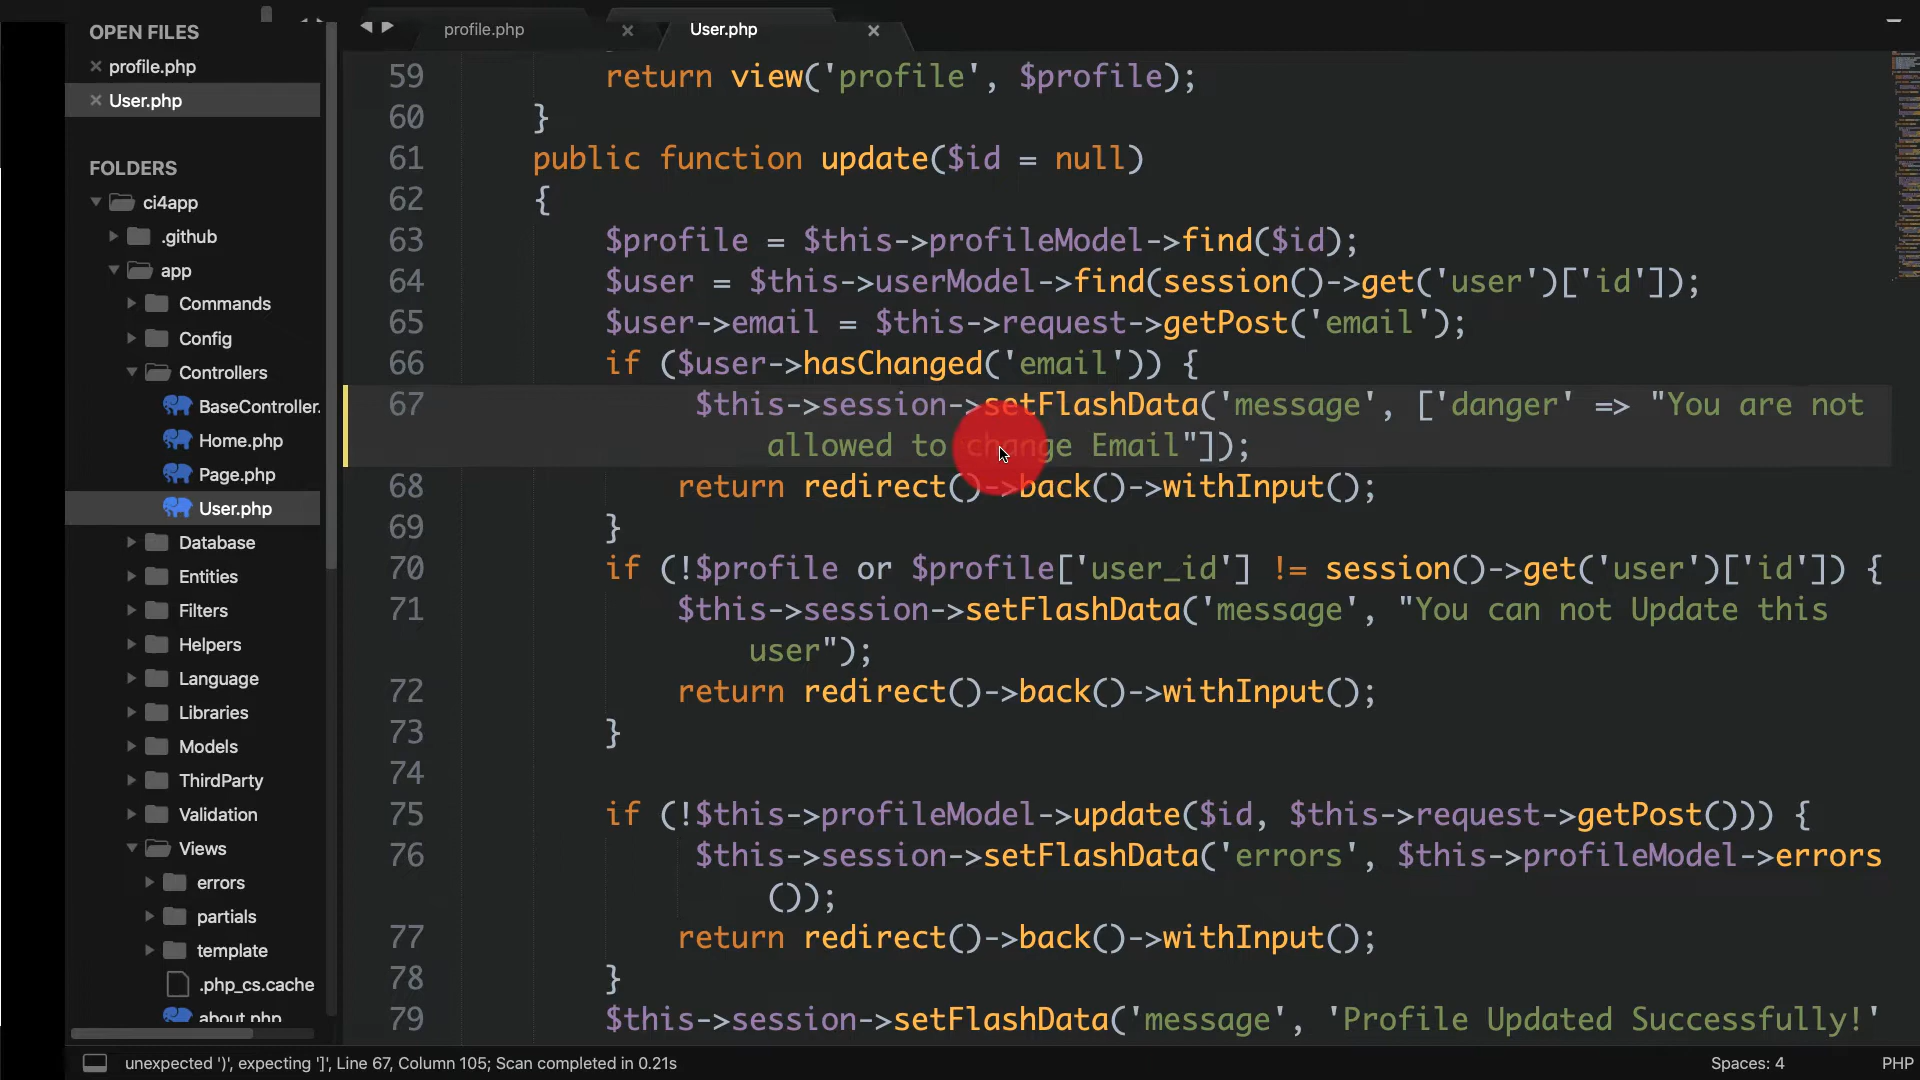 OPEN FILES
profile.php
User.php
FOLDERS
ci4app
.github
app
Commands
Config
Controllers
BaseController.
Home.php
Page.php
User.php
Database
Entities
Filters
Helpers
Language
Libraries
Models
ThirdParty
Validation
Views
errors
partials
template
.php_cs.cache
about.php
profile.php
User.php
59 return view('profile', $profile);
60 }
61 public function update($id = null)
62 {
63 $profile = $this->profileModel->find($id);
64 $user = $this->userModel->find(session()->get('user')['id']);
65 $user->email = $this->request->getPost('email');
66 if ($user->hasChanged('email')) {
67 $this->session->setFlashData('message', ['danger' => "You are not
allowed to change Email"]);
68 return redirect()->back()->withInput();
69 }
70 if (!$profile or $profile['user_id'] != session()->get('user')['id']) {
71 $this->session->setFlashData('message', "You can not Update this
user");
72 return redirect()->back()->withInput();
73 }
74
75 if (!$this->profileModel->update($id, $this->request->getPost())) {
76 $this->session->setFlashData('errors', $this->profileModel->errors
());
77 return redirect()->back()->withInput();
78 }
79 $this->session->setFlashData('message', 'Profile Updated Successfully!'
unexpected ')', expecting ']', Line 67, Column 105; Scan completed in 0.21s
Spaces: 4
PHP